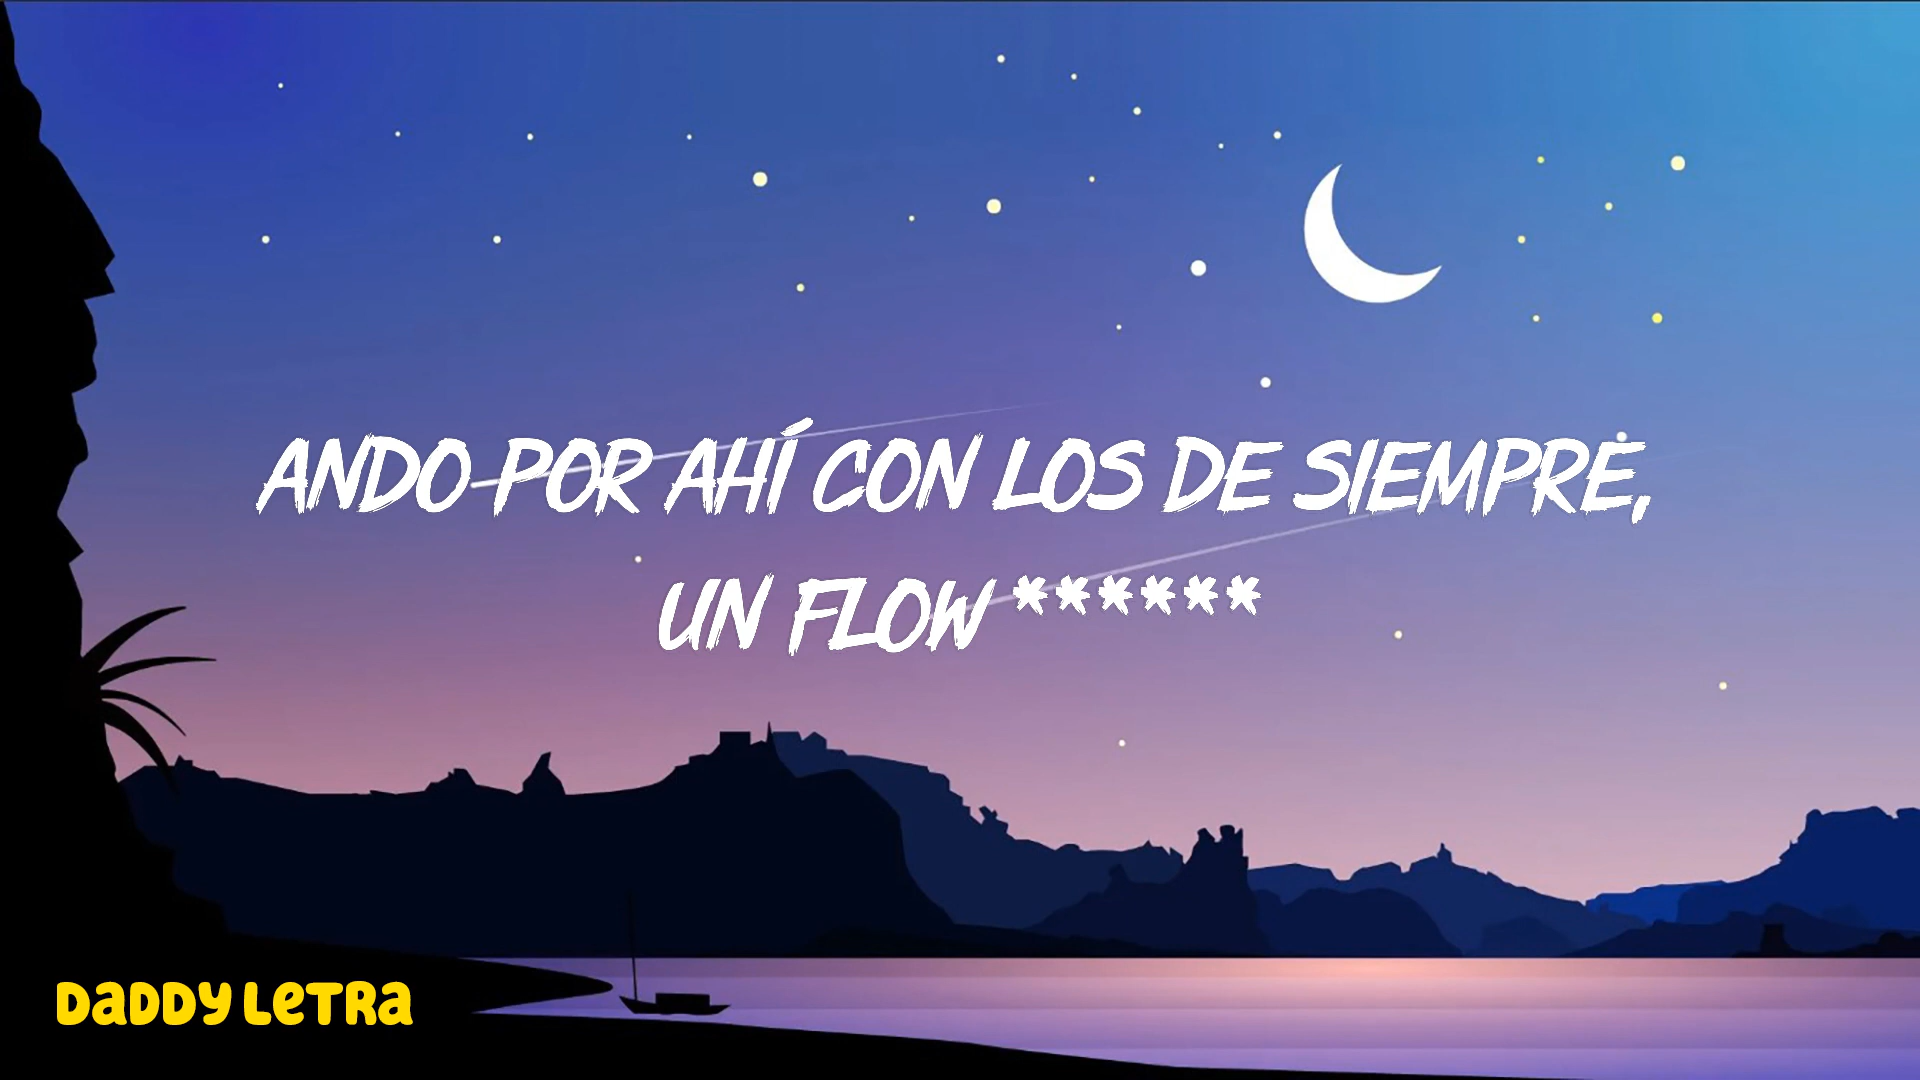 ANDO POR AHÍ CON LOS DE SIEMPRE,
UN FLOW ******
DADDY LETRA